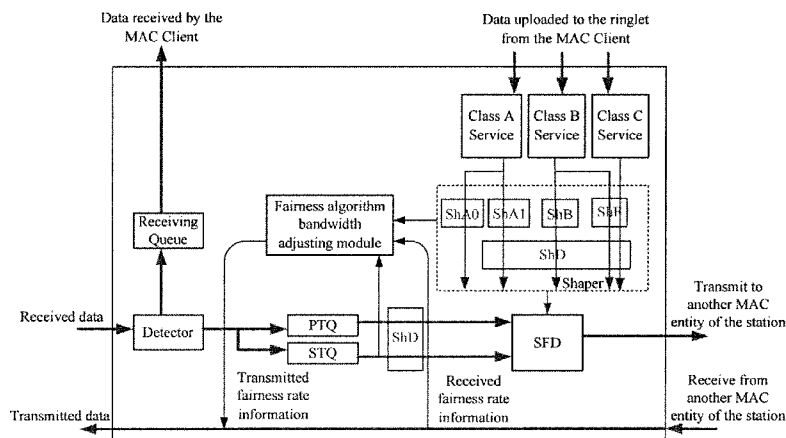 Data received by the
MAC Client
Data uploaded to the ringlet
from the MAC Client
Class A
Service
Class B
Service
Class C
Service
Fairness algorithm
bandwidth
adjusting module
ShA0
ShA1
ShB
ShF
ShD
Shaper
Receiving
Queue
Received data
Detector
PTQ
STQ
ShD
SFD
Transmit to
another MAC
entity of the station
Transmitted
fairness rate
information
Received
fairness rate
information
Transmitted data
Receive from
another MAC
entity of the station